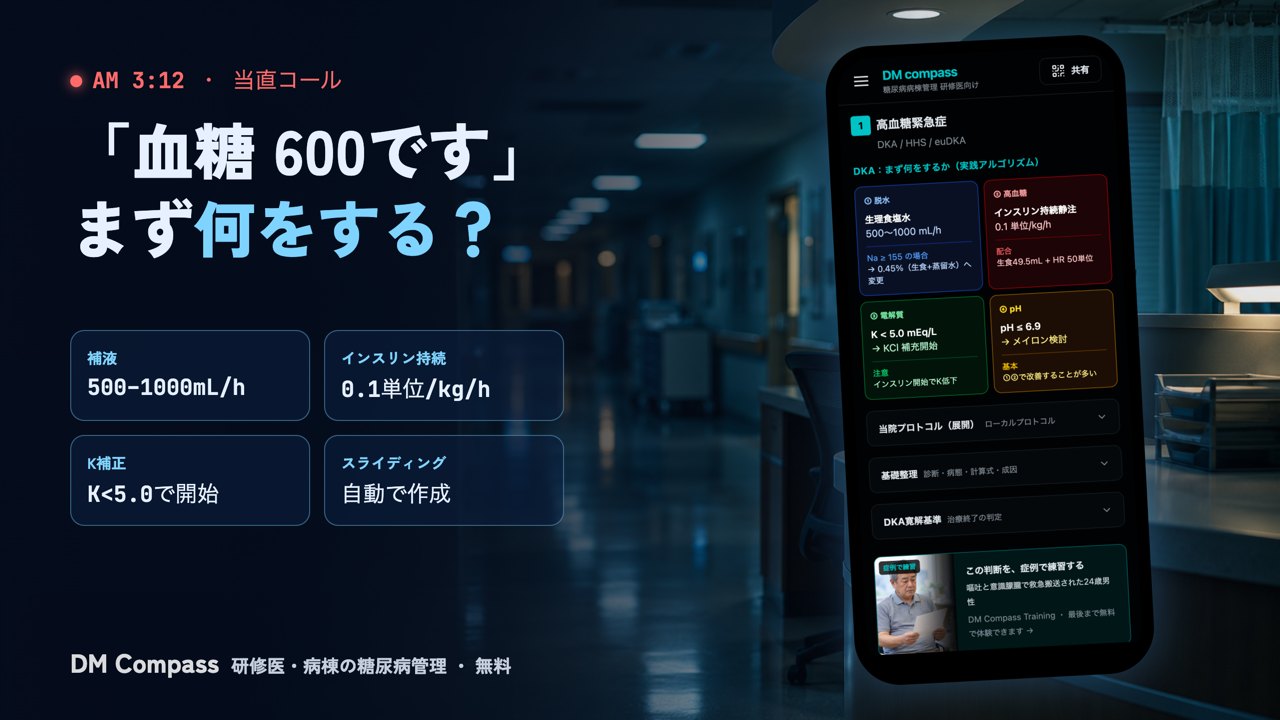 AM 3:12 ・ 当直コール
「血糖 600です」
まず何をする？
補液
500-1000mL/h
インスリン持続
0.1単位/kg/h
K補正
K<5.0で開始
スライディング
自動で作成
DM Compass 研修医・病棟の糖尿病管理 ・ 無料
DM compass
糖尿病病棟管理 研修医向け
共有
1 高血糖緊急症
DKA / HHS / euDKA
DKA：まず何をするか（実践アルゴリズム）
① 脱水
生理食塩水
500〜1000 mL/h
Na ≥ 155 の場合
→ 0.45%（生食+蒸留水）へ
変更
② 高血糖
インスリン持続静注
0.1 単位/kg/h
配合
生食49.5mL + HR 50単位
③ 電解質
K < 5.0 mEq/L
→ KCl 補充開始
注意
インスリン開始でK低下
④ pH
pH ≤ 6.9
→ メイロン検討
基本
①②で改善することが多い
当院プロトコル（展開） ローカルプロトコル
基礎整理 診断・病態・計算式・成因
DKA寛解基準 治療終了の判定
症例で練習
この判断を、症例で練習する
嘔吐と意識朦朧で救急搬送された24歳男
性
DM Compass Training ・ 最後まで無料
で体験できます →